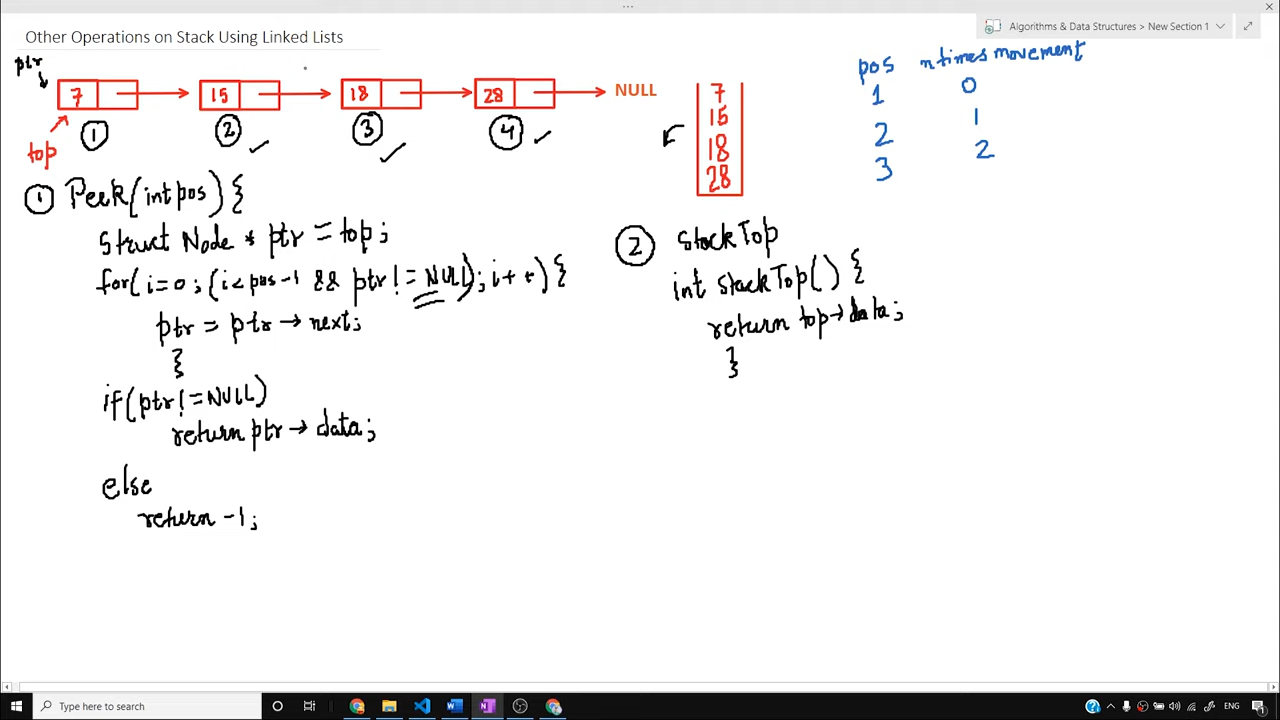 Other Operations on Stack Using Linked Lists
Algorithms & Data Structures > New Section 1
ptr
7 15 18 28 NULL
top
1 2 3 4
7
15
18
28
pos n times movement
1 0
2 1
3 2
1 Peek(int pos) {
Struct Node * ptr = top;
for(i=0; (i<pos-1 && ptr!=NULL); i++) {
ptr = ptr → next;
}
if(ptr!=NULL)
return ptr → data;
else
return -1;
2 stackTop
int stackTop() {
return top→data;
}
Type here to search
ENG